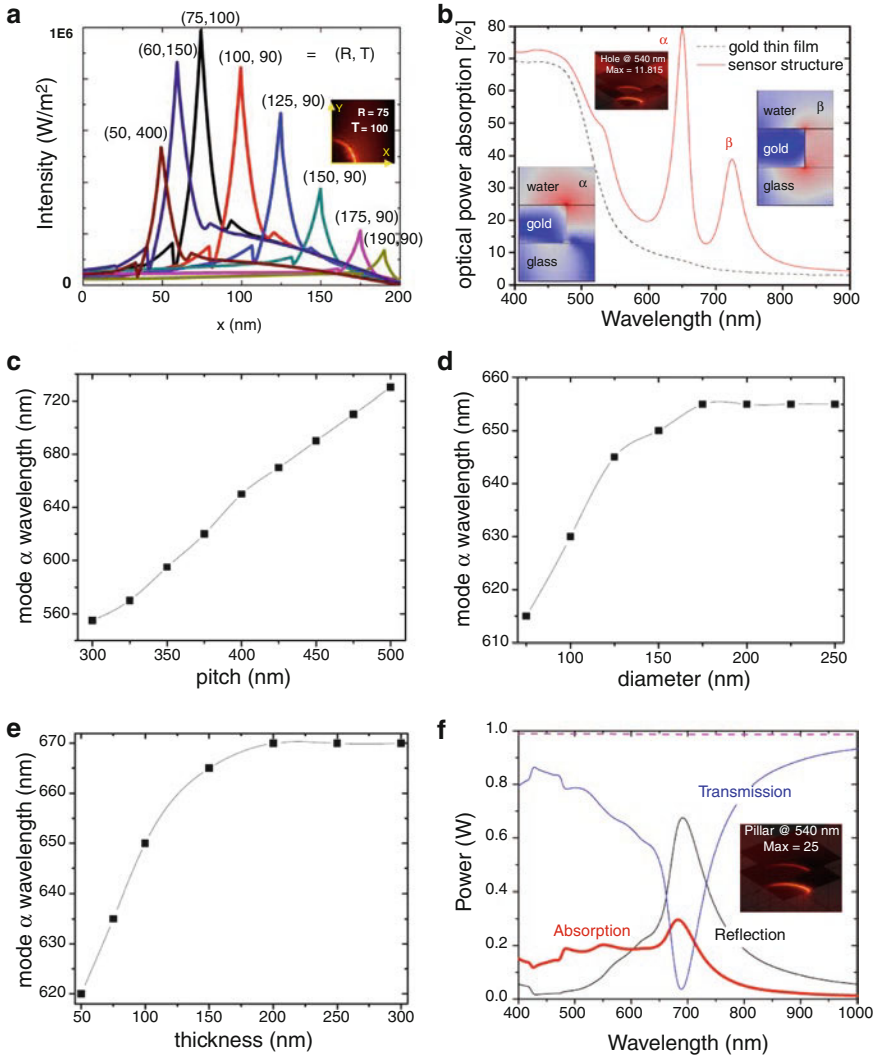 a
1E6
0
Intensity (W/m²)
(75,100)
(60,150)
(100, 90) = (R, T)
(125, 90)
(50, 400)
(150, 90)
(175, 90)
(190,90)
Y
R = 75
T = 100
X
0 50 100 150 200
x (nm)
b
optical power absorption [%]
80
70
60
50
40
30
20
10
0
α
β
gold thin film
sensor structure
Hole @ 540 nm
Max = 11.815
water α
gold
glass
water β
gold
glass
400 500 600 700 800 900
Wavelength (nm)
c
mode α wavelength (nm)
720
680
640
600
560
300 350 400 450 500
pitch (nm)
d
mode α wavelength (nm)
660
652
645
637
630
622
615
610
100 150 200 250
diameter (nm)
e
mode α wavelength (nm)
670
660
650
640
630
620
50 100 150 200 250 300
thickness (nm)
f
Power (W)
1.0
0.8
0.6
0.4
0.2
0.0
Transmission
Pillar @ 540 nm
Max = 25
Absorption
Reflection
400 500 600 700 800 900 1000
Wavelength (nm)